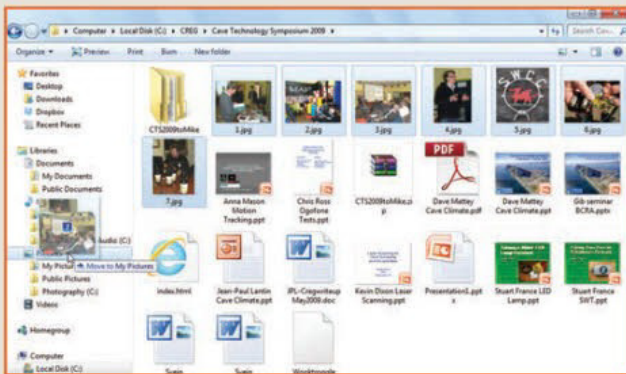 Computer ▸ Local Disk (C:) ▸ CREG ▸ Cave Technology Symposium 2009 ▸
Organize ▾ Preview Print Burn New folder
Favorites
Desktop
Downloads
Dropbox
Recent Places
Libraries
Documents
My Documents
Public Documents
My Pictures
Move to My Pictures
Public Pictures
Photography (C:)
Videos
Homegroup
Computer
Local Disk (C:)
CTS2009toMike
1.jpg
2.jpg
3.jpg
4.jpg
SWCC
5.jpg
6.jpg
7.jpg
Anna Mason Motion Tracking.ppt
Chris Ross Ogofone Tests.ppt
PDF
Dave Mattey Cave Climate.pdf
Dave Mattey Cave Climate.ppt
Gib seminar BCRA.pptx
index.html
Jean-Paul Lantin Cave Climate.ppt
JPL-Cregwriteup May2009.doc
Kevin Dixon Laser Scanning.ppt
Presentation1.pptx
Stuart France LED Lamp.ppt
Stuart France SWT.ppt